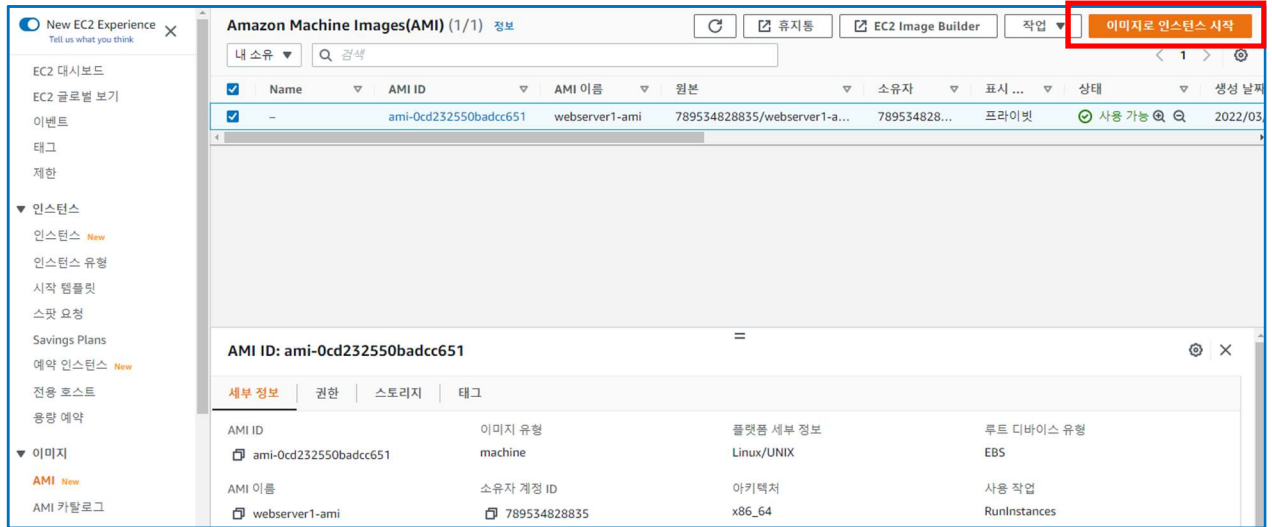 New EC2 Experience
Tell us what you think
EC2 대시보드
EC2 글로벌 보기
이벤트
태그
제한
인스턴스
인스턴스 New
인스턴스 유형
시작 템플릿
스팟 요청
Savings Plans
예약 인스턴스 New
전용 호스트
용량 예약
이미지
AMI New
AMI 카탈로그
Amazon Machine Images(AMI) (1/1) 정보
휴지통
EC2 Image Builder
작업
이미지로 인스턴스 시작
내 소유
검색
1
Name AMI ID AMI 이름 원본 소유자 표시 ... 상태 생성 날짜
– ami-0cd232550badcc651 webserver1-ami 789534828835/webserver1-a... 789534828... 프라이빗 사용 가능 2022/03/
AMI ID: ami-0cd232550badcc651
세부 정보 권한 스토리지 태그
AMI ID 이미지 유형 플랫폼 세부 정보 루트 디바이스 유형
ami-0cd232550badcc651 machine Linux/UNIX EBS
AMI 이름 소유자 계정 ID 아키텍처 사용 작업
webserver1-ami 789534828835 x86_64 RunInstances